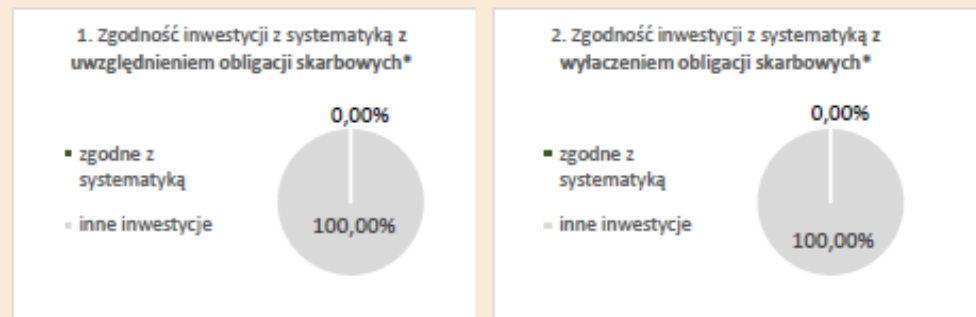 1. Zgodność inwestycji z systematyką z
uwzględnieniem obligacji skarbowych*
0,00%
zgodne z
systematyką
inne inwestycje
100,00%
2. Zgodność inwestycji z systematyką z
wyłaczeniem obligacji skarbowych*
0,00%
zgodne z
systematyką
inne inwestycje
100,00%